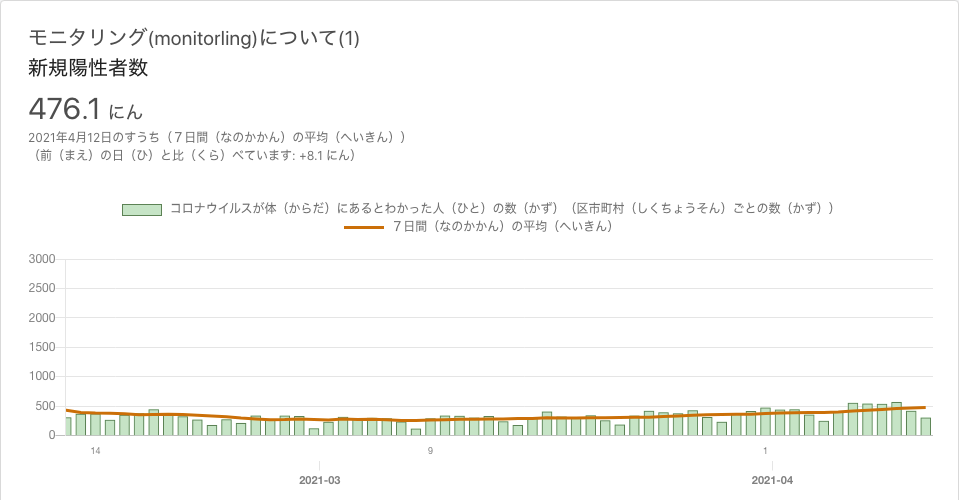 モニタリング(monitorling)について(1)
新規陽性者数
476.1 にん
2021年4月12日のすうち（７日間（なのかかん）の平均（へいきん））
（前（まえ）の日（ひ）と比（くら）べています: +8.1 にん）
コロナウイルスが体（からだ）にあるとわかった人（ひと）の数（かず）（区市町村（しくちょうそん）ごとの数（かず））
７日間（なのかかん）の平均（へいきん）
3000
2500
2000
1500
1000
500
0
14 9 1
2021-03 2021-04